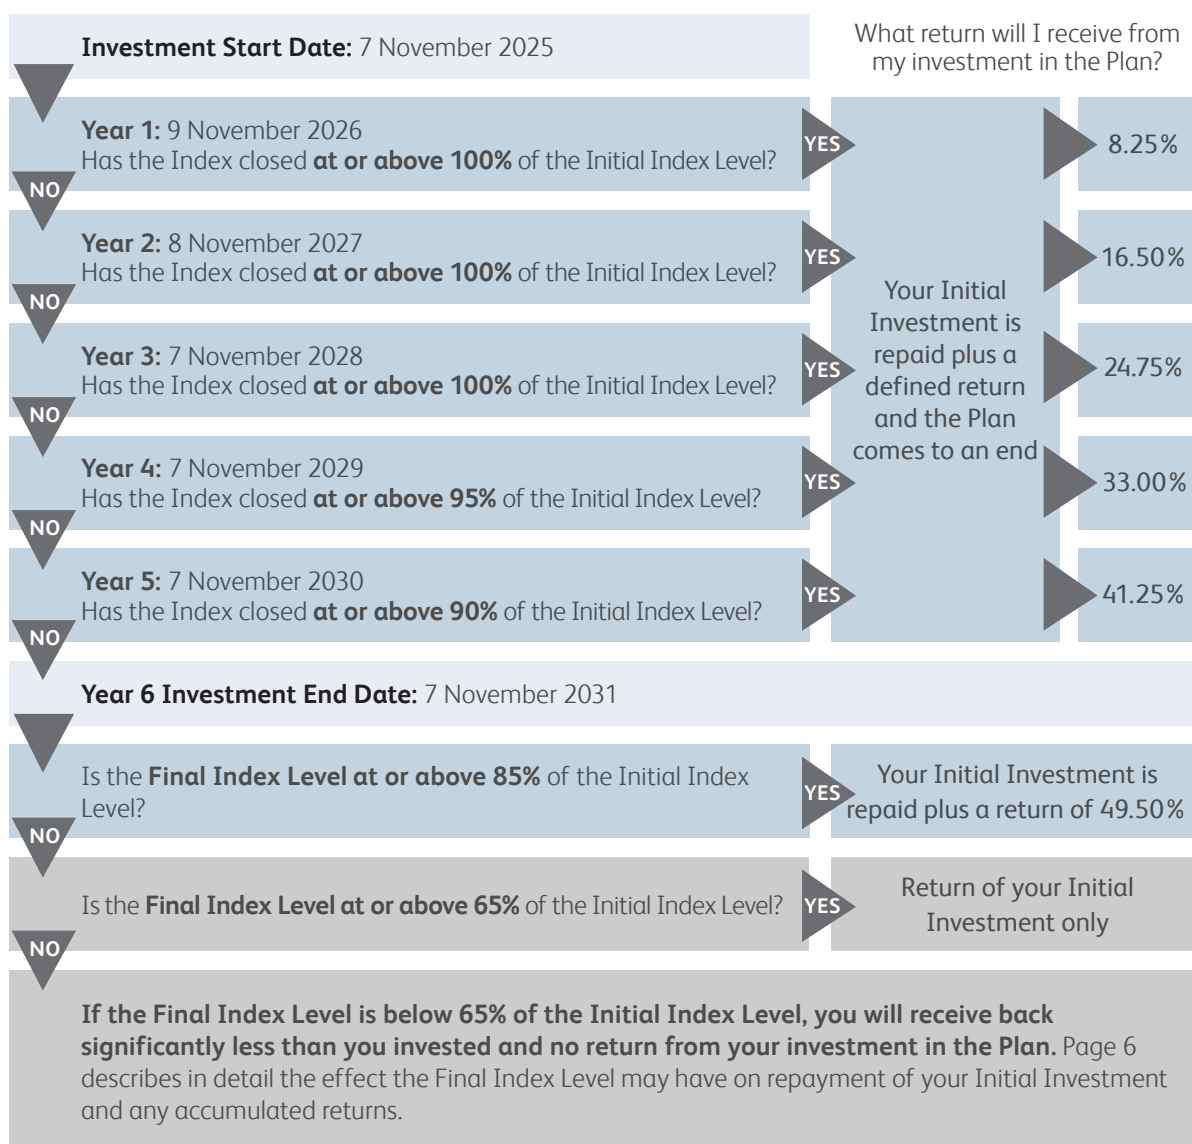 Investment Start Date: 7 November 2025
What return will I receive from
my investment in the Plan?
Year 1: 9 November 2026
Has the Index closed at or above 100% of the Initial Index Level?
YES
8.25%
NO
Year 2: 8 November 2027
Has the Index closed at or above 100% of the Initial Index Level?
YES
16.50%
NO
Year 3: 7 November 2028
Has the Index closed at or above 100% of the Initial Index Level?
YES
24.75%
NO
Year 4: 7 November 2029
Has the Index closed at or above 95% of the Initial Index Level?
YES
33.00%
NO
Year 5: 7 November 2030
Has the Index closed at or above 90% of the Initial Index Level?
YES
41.25%
NO
Your Initial
Investment is
repaid plus a
defined return
and the Plan
comes to an end
Year 6 Investment End Date: 7 November 2031
Is the Final Index Level at or above 85% of the Initial Index
Level?
YES
Your Initial Investment is
repaid plus a return of 49.50%
NO
Is the Final Index Level at or above 65% of the Initial Index Level?
YES
Return of your Initial
Investment only
NO
If the Final Index Level is below 65% of the Initial Index Level, you will receive back
significantly less than you invested and no return from your investment in the Plan. Page 6
describes in detail the effect the Final Index Level may have on repayment of your Initial Investment
and any accumulated returns.